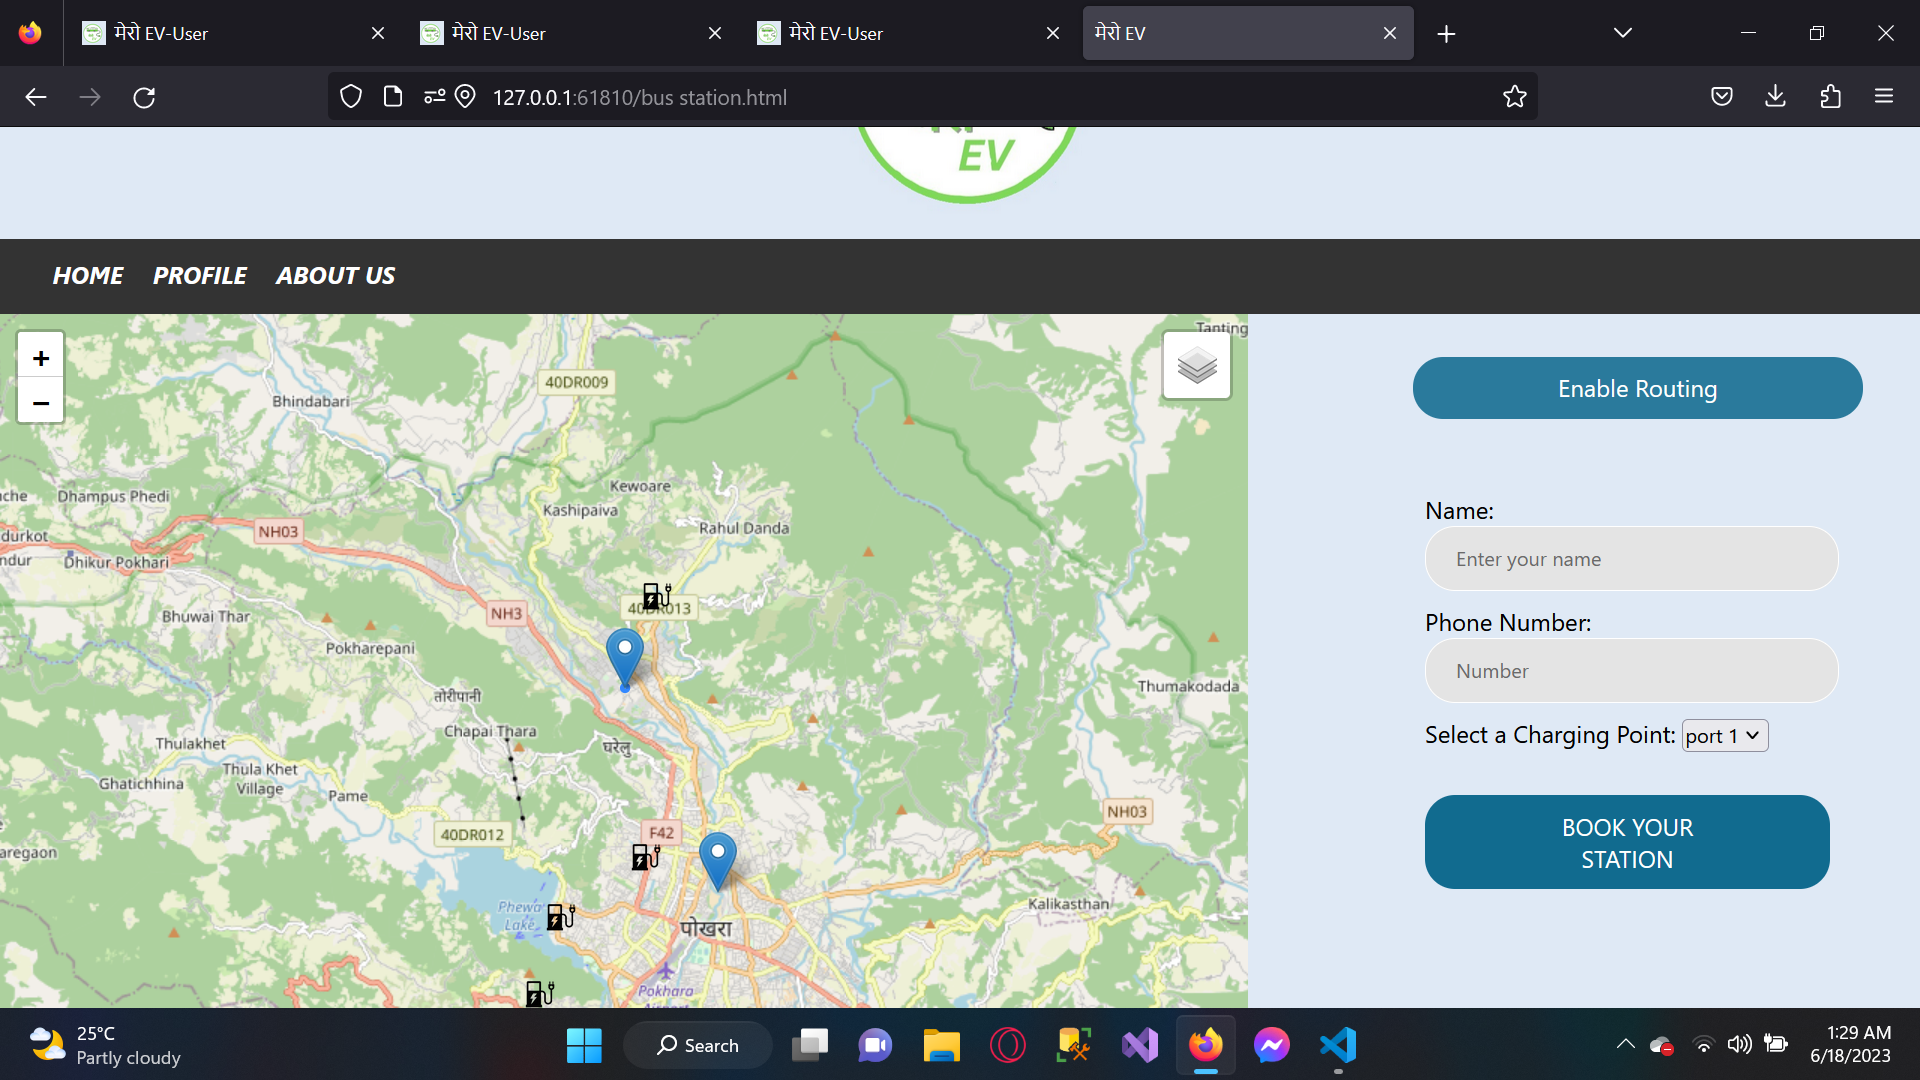 मेरो EV-User
मेरो EV-User
मेरो EV-User
मेरो EV
127.0.0.1:61810/bus station.html
EV
HOME PROFILE ABOUT US
+
−
Tanting
40DR009
Bhindabari
Kewoare
Kashipaiva
Rahul Danda
Dhampus Phedi
NH03
durkot
ndur
Dhikur Pokhari
Bhuwai Thar
NH3
40DR013
Pokharepani
तोरीपानी
Thumakodada
Chapai Thara
घरेलु
Thulakhet
Thula Khet
Village
Ghatichhina
Pame
NH03
40DR012
F42
aregaon
Phewa
Lake
पोखरा
Kalikasthan
Pokhara
Enable Routing
Name:
Enter your name
Phone Number:
Number
Select a Charging Point: port 1
BOOK YOUR
STATION
25°C
Partly cloudy
Search
1:29 AM
6/18/2023